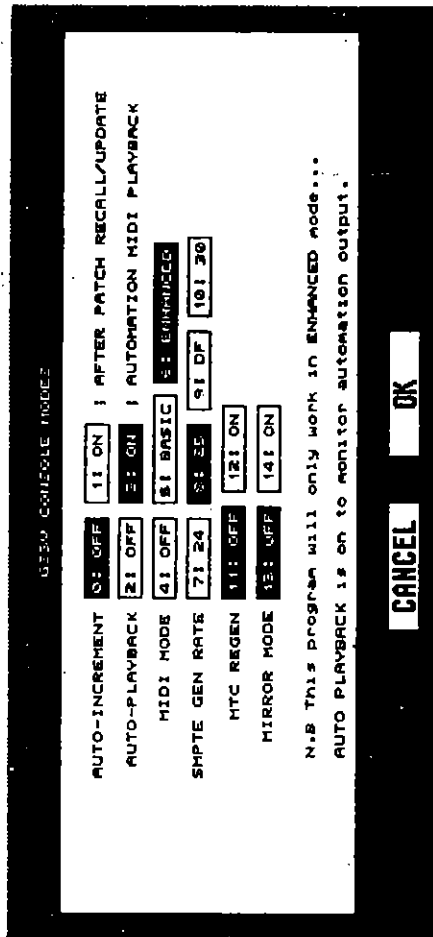 CONSOLE MODES
AUTO-INCREMENT 0: OFF 1: ON : AFTER PATCH RECALL/UPDATE
AUTO-PLAYBACK 2: OFF 3: ON : AUTOMATION MIDI PLAYBACK
MIDI MODE 4: OFF 5: BASIC 6: ENHANCED
SMPTE GEN RATE 7: 24 8: 25 9: DF 10: 30
MTC REGEN 11: OFF 12: ON
MIRROR MODE 13: OFF 14: ON
N.B This program will only work in ENHANCED mode...
AUTO PLAYBACK is on to monitor automation output.
CANCEL OK